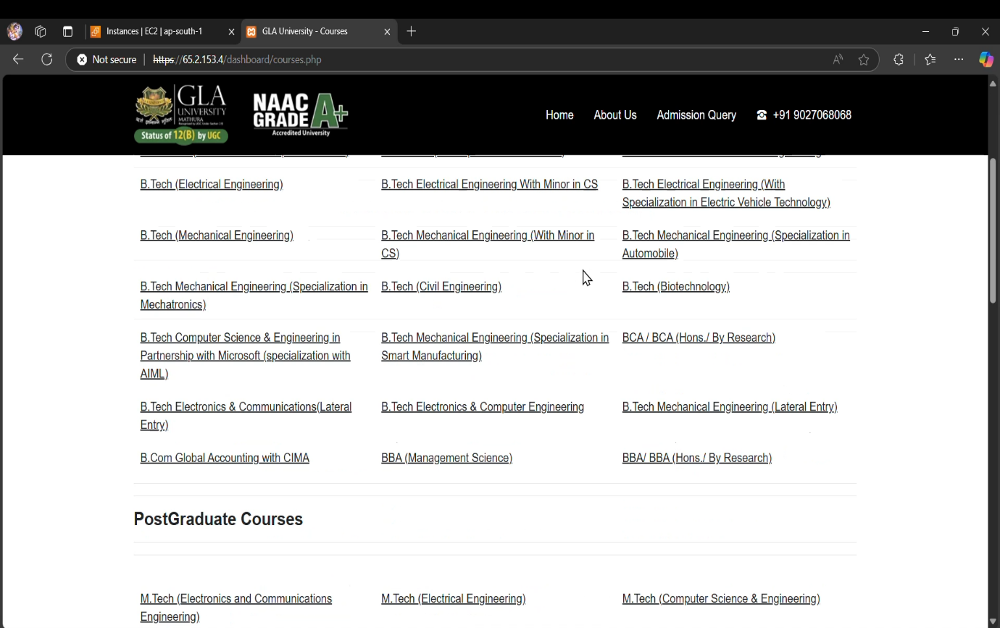 Instances | EC2 | ap-south-1
GLA University - Courses
Not secure
https://65.2.153.4/dashboard/courses.php
GLA
UNIVERSITY
MATHURA
Recognised by UGC Under Section 2(f)
Status of 12(B) by UGC
NAAC
GRADE A+
Accredited University
Home
About Us
Admission Query
+91 9027068068
B.Tech (Electrical Engineering)
B.Tech Electrical Engineering With Minor in CS
B.Tech Electrical Engineering (With
Specialization in Electric Vehicle Technology)
B.Tech (Mechanical Engineering)
B.Tech Mechanical Engineering (With Minor in
CS)
B.Tech Mechanical Engineering (Specialization in
Automobile)
B.Tech Mechanical Engineering (Specialization in
Mechatronics)
B.Tech (Civil Engineering)
B.Tech (Biotechnology)
B.Tech Computer Science & Engineering in
Partnership with Microsoft (specialization with
AIML)
B.Tech Mechanical Engineering (Specialization in
Smart Manufacturing)
BCA / BCA (Hons./ By Research)
B.Tech Electronics & Communications(Lateral
Entry)
B.Tech Electronics & Computer Engineering
B.Tech Mechanical Engineering (Lateral Entry)
B.Com Global Accounting with CIMA
BBA (Management Science)
BBA/ BBA (Hons./ By Research)
PostGraduate Courses
M.Tech (Electronics and Communications
Engineering)
M.Tech (Electrical Engineering)
M.Tech (Computer Science & Engineering)